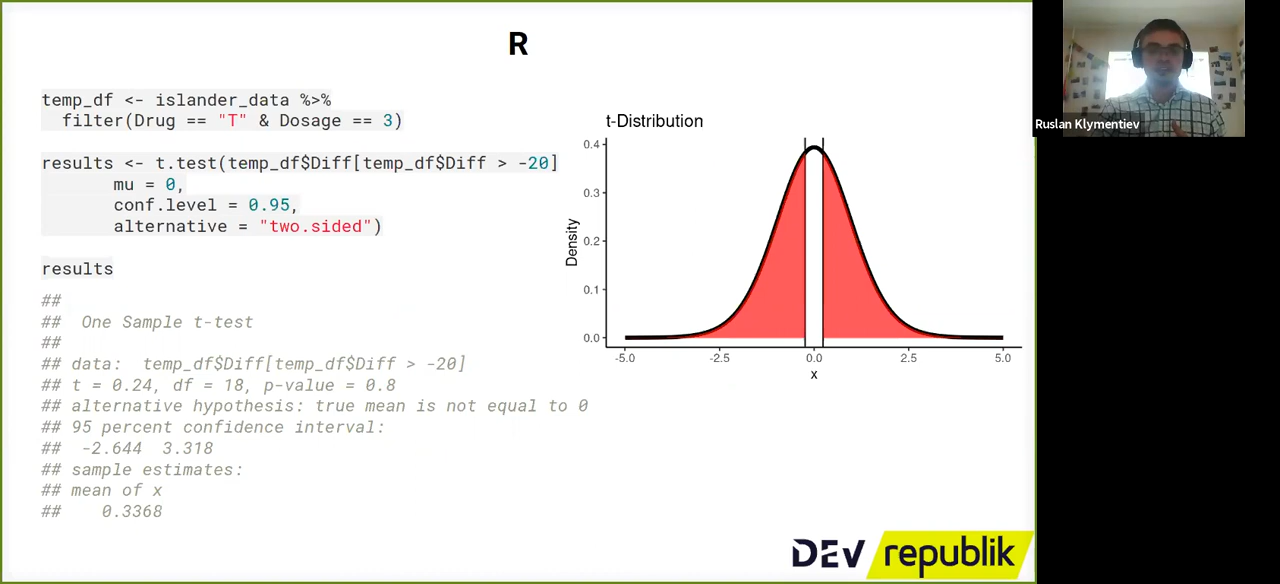 R
temp_df <- islander_data %>%
filter(Drug == "T" & Dosage == 3)
results <- t.test(temp_df$Diff[temp_df$Diff > -20]
mu = 0,
conf.level = 0.95,
alternative = "two.sided")
results
##
## One Sample t-test
##
## data: temp_df$Diff[temp_df$Diff > -20]
## t = 0.24, df = 18, p-value = 0.8
## alternative hypothesis: true mean is not equal to 0
## 95 percent confidence interval:
## -2.644 3.318
## sample estimates:
## mean of x
## 0.3368
t-Distribution
0.4
0.3
0.2
0.1
0.0
Density
-5.0 -2.5 0.0 2.5 5.0
x
Ruslan Klymentiev
DEV republik